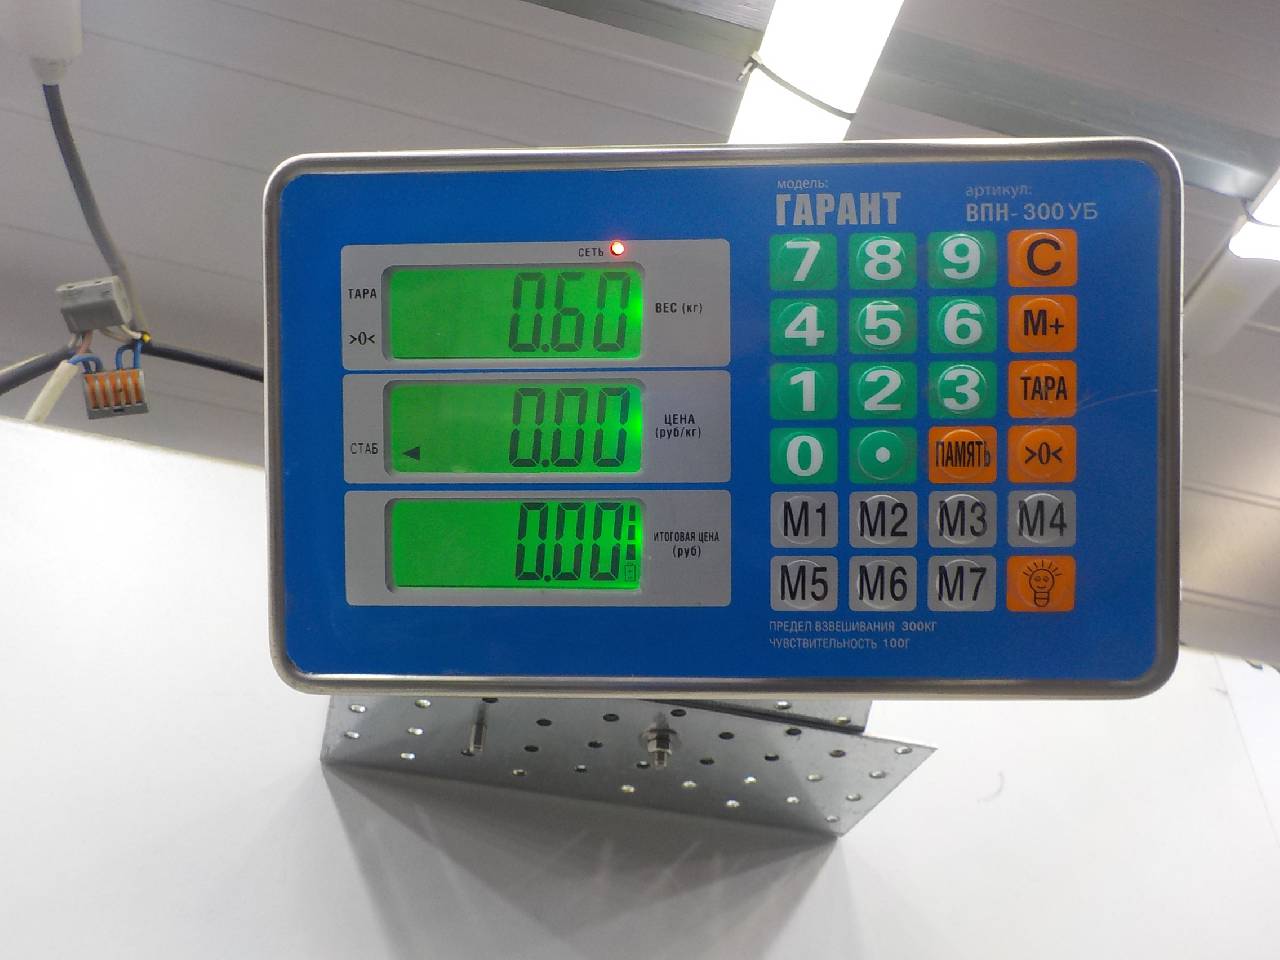 модель:
ГАРАНТ
артикул:
ВПН-300УБ
СЕТЬ
ТАРА
>0<
0.60
ВЕС (кг)
СТАБ
0.00
ЦЕНА
(руб/кг)
0.00
ИТОГОВАЯ ЦЕНА
(руб)
7 8 9 C
4 5 6 M+
1 2 3 ТАРА
0 . ПАМЯТЬ >0<
M1 M2 M3 M4
M5 M6 M7
ПРЕДЕЛ ВЗВЕШИВАНИЯ 300КГ
ЧУВСТВИТЕЛЬНОСТЬ 100Г